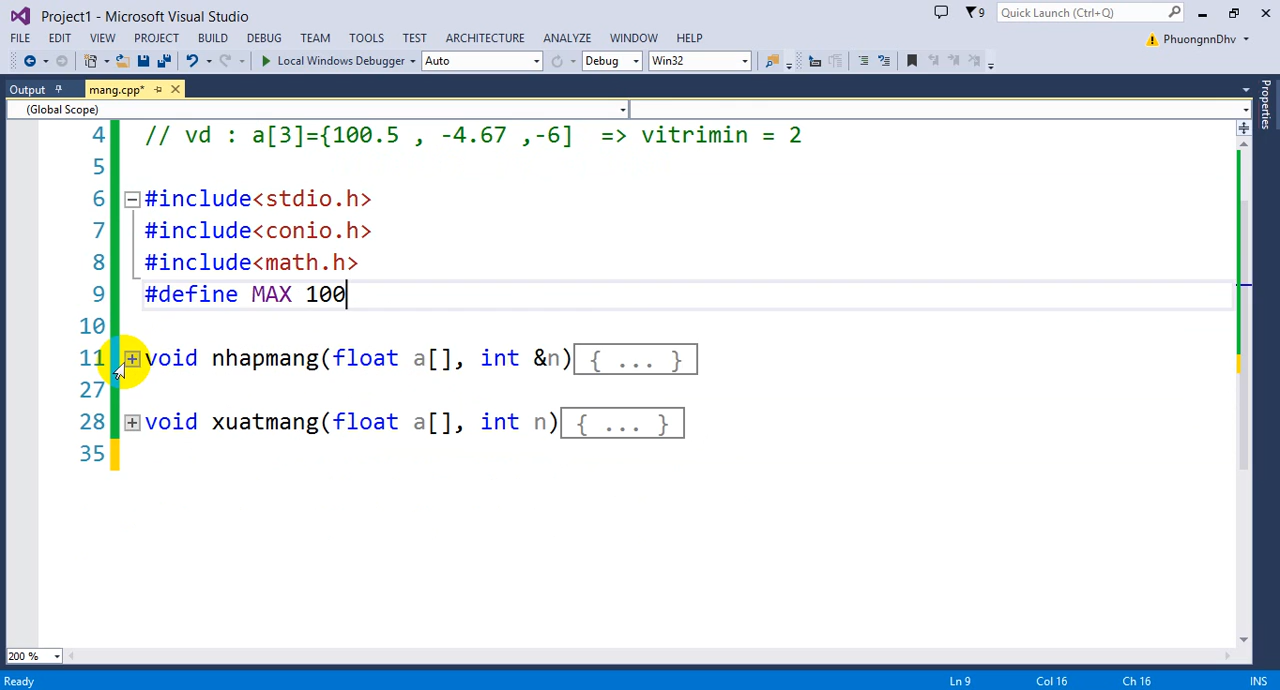 Project1 - Microsoft Visual Studio
9
Quick Launch (Ctrl+Q)
FILE EDIT VIEW PROJECT BUILD DEBUG TEAM TOOLS TEST ARCHITECTURE ANALYZE WINDOW HELP
PhuongnnDhv
Local Windows Debugger Auto Debug Win32
Output mang.cpp*
(Global Scope)
Properties
4 // vd : a[3]={100.5 , -4.67 ,-6] => vitrimin = 2
5
6 #include<stdio.h>
7 #include<conio.h>
8 #include<math.h>
9 #define MAX 100
10
11 void nhapmang(float a[], int &n){ ... }
27
28 void xuatmang(float a[], int n){ ... }
35
200 %
Ready Ln 9 Col 16 Ch 16 INS